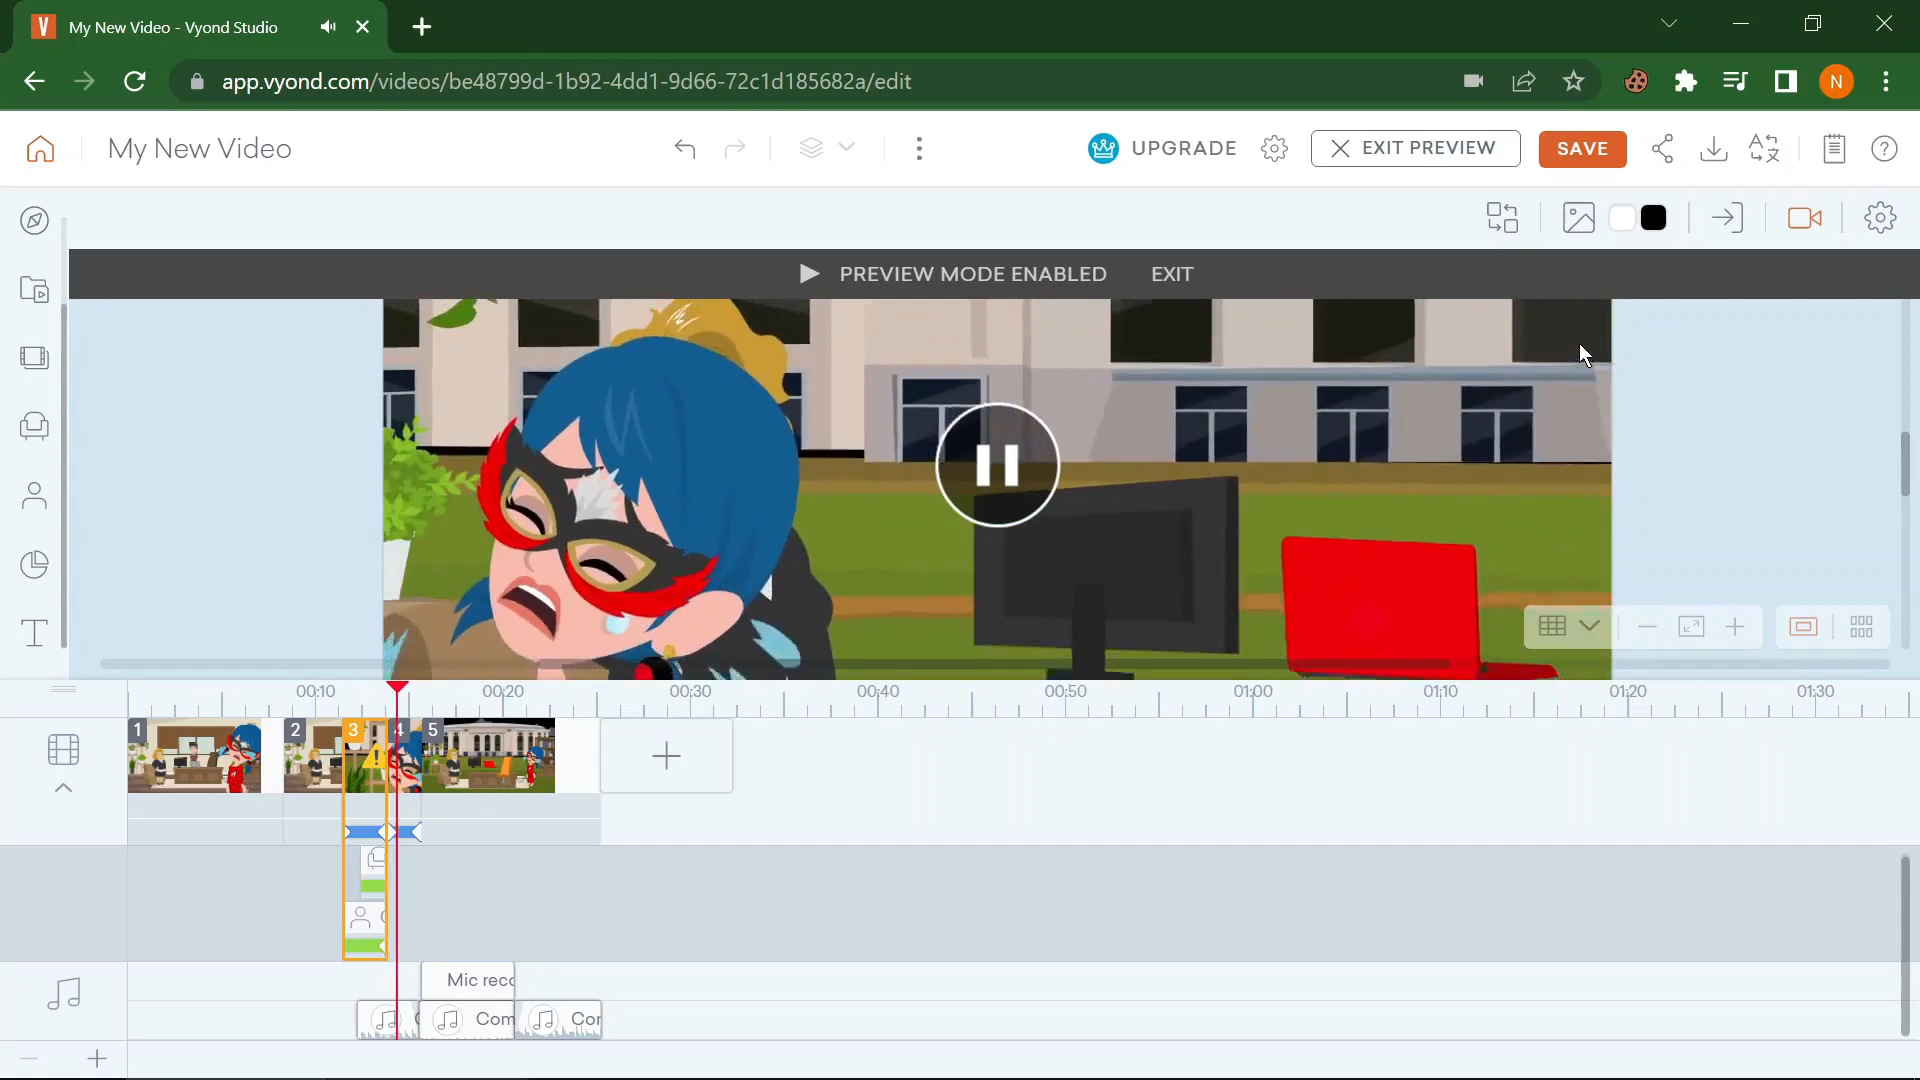 My New Video - Vyond Studio
app.vyond.com/videos/be48799d-1b92-4dd1-9d66-72c1d185682a/edit
N
My New Video
UPGRADE
EXIT PREVIEW
SAVE
PREVIEW MODE ENABLED
EXIT
00:10
00:20
00:30
00:40
00:50
01:00
01:10
01:20
01:30
1
2
3
4
5
Mic reco
Com
Cor